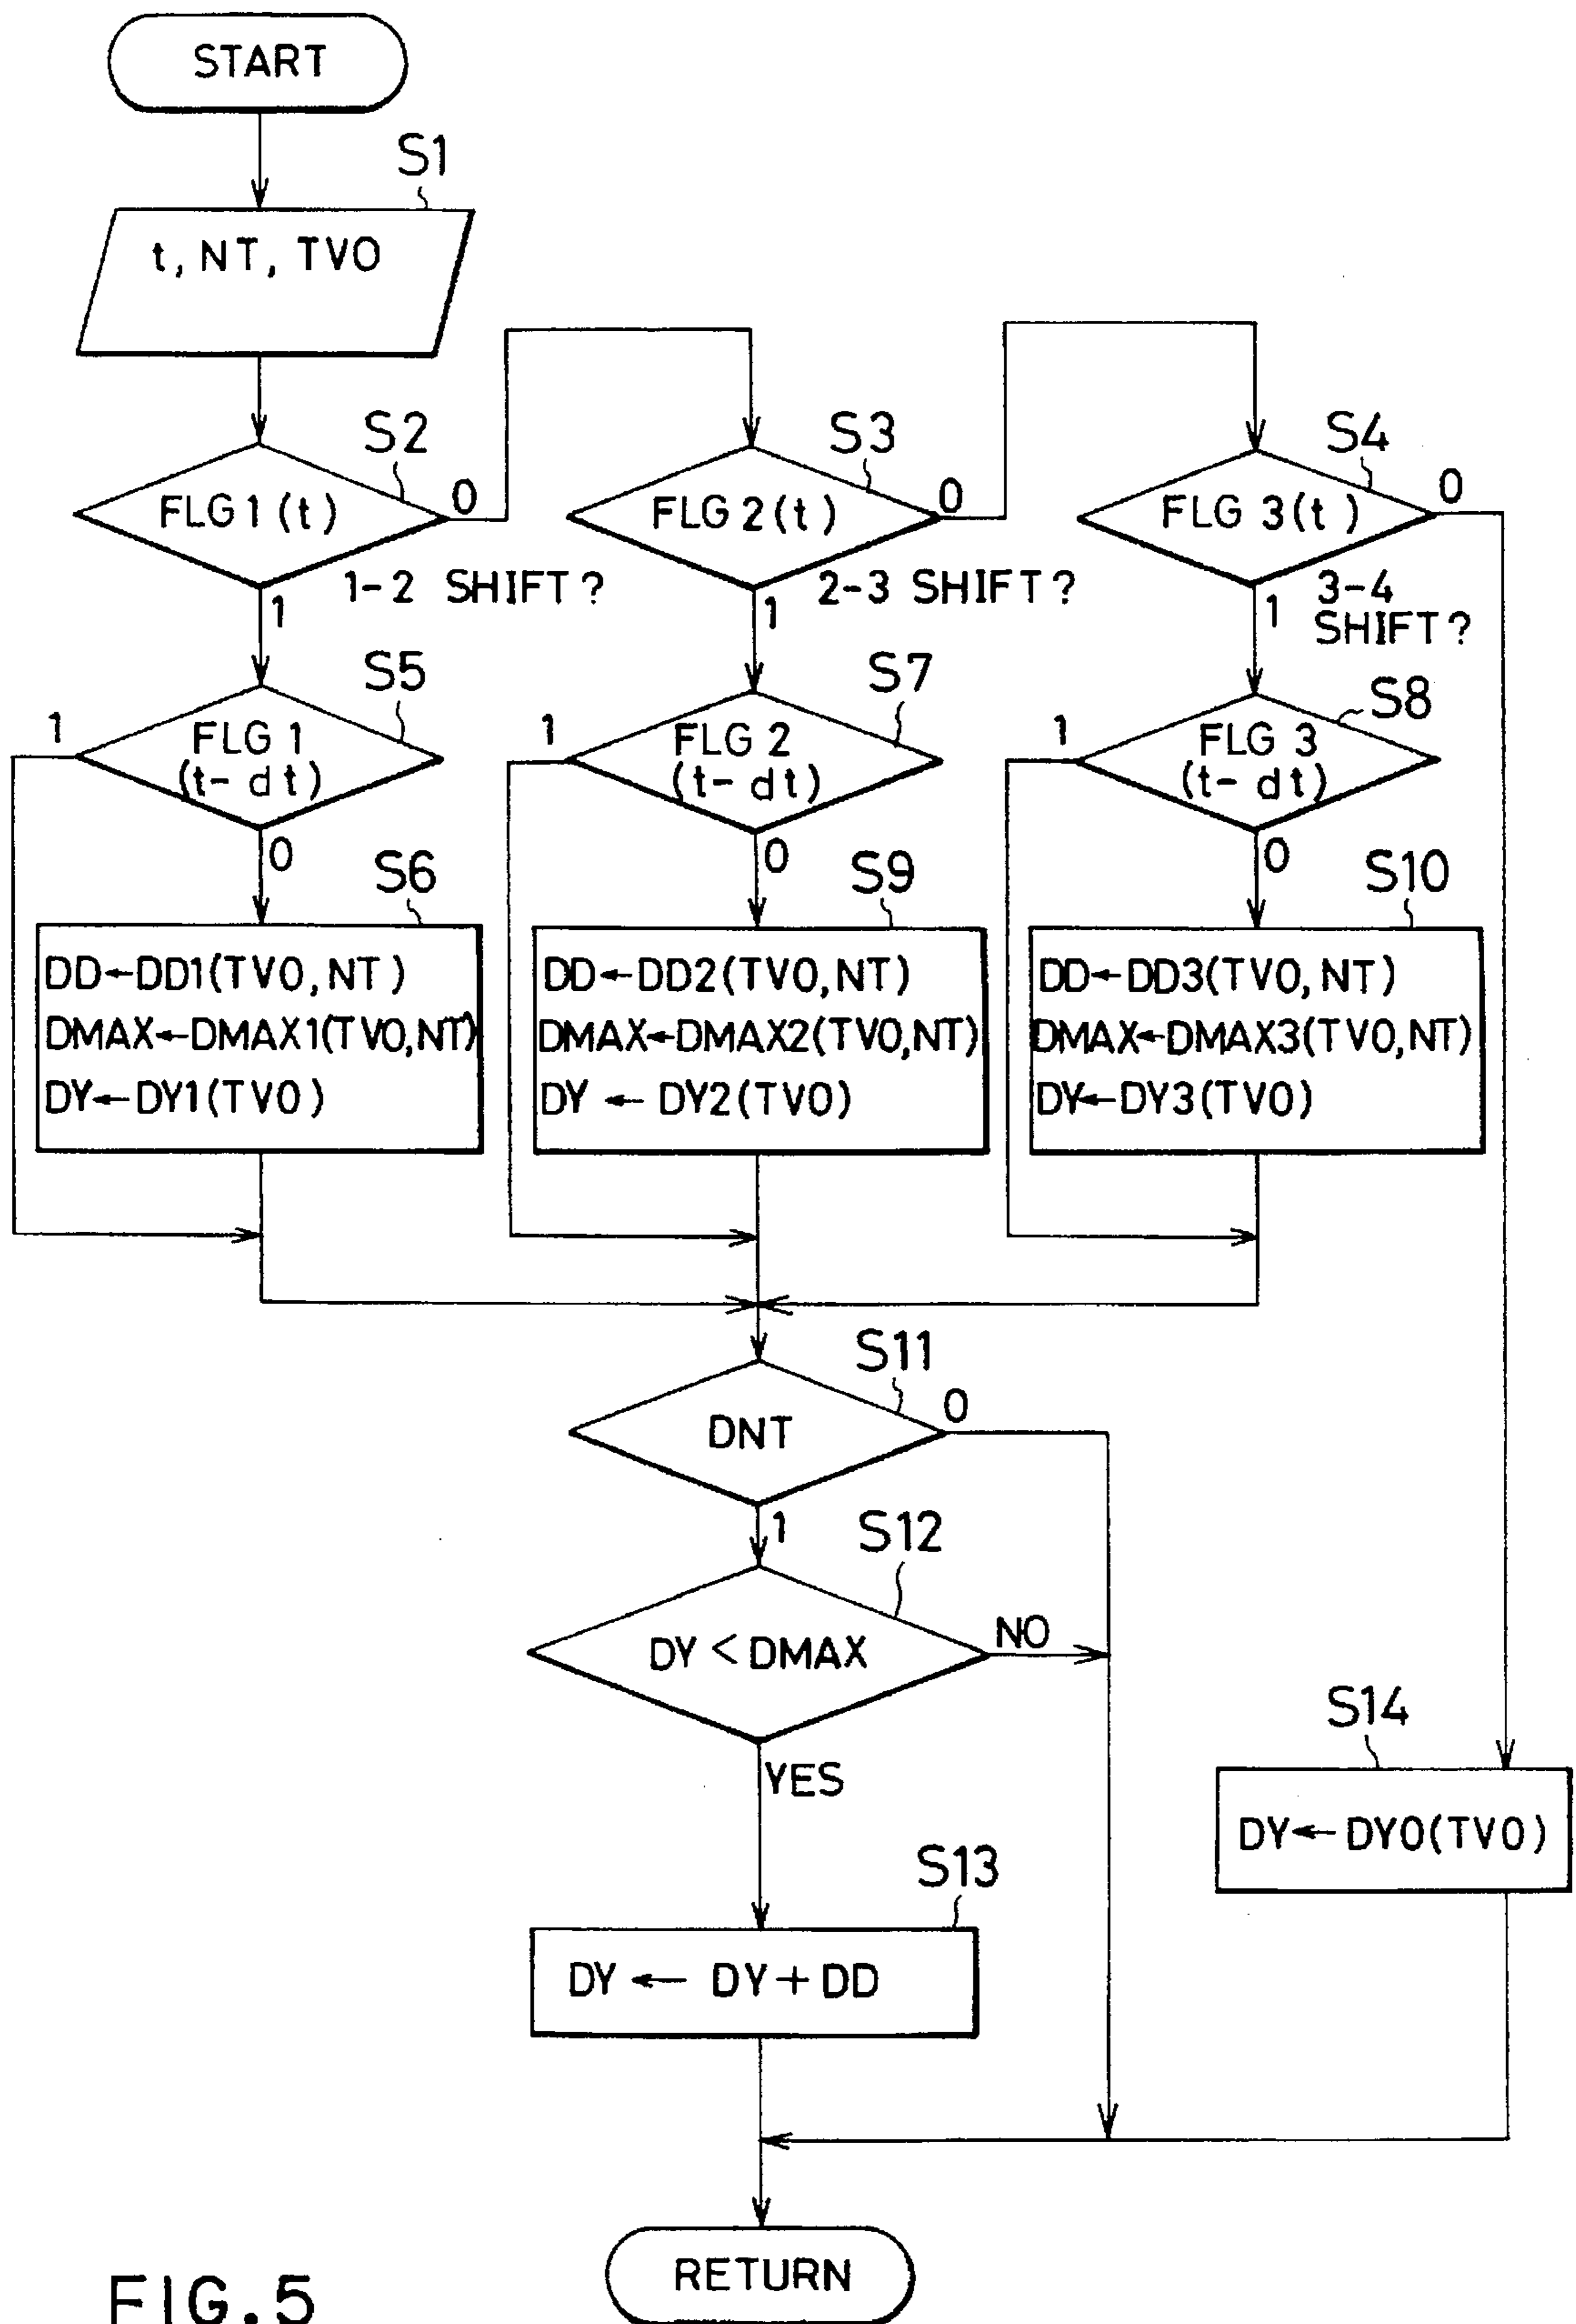 START
S1
t, NT, TVO
S2
0
S3
0
S4
0
FLG 1 (t)
FLG 2 (t)
FLG 3 (t)
1-2 SHIFT?
2-3 SHIFT?
3-4
SHIFT?
1
1
1
S5
S7
S8
1
1
1
FLG 1
(t- dt)
FLG 2
(t- dt)
FLG 3
(t- dt)
0
0
0
S6
S9
S10
DD←DD1(TVO,NT)
DMAX←DMAX1(TVO,NT)
DY←DY1(TVO)
DD←DD2(TVO,NT)
DMAX←DMAX2(TVO,NT)
DY ← DY2(TVO)
DD←DD3(TVO,NT)
DMAX←DMAX3(TVO,NT)
DY←DY3(TVO)
S11
0
DNT
1
S12
DY < DMAX
NO
YES
S14
DY←DYO(TVO)
S13
DY ← DY + DD
RETURN
FIG.5